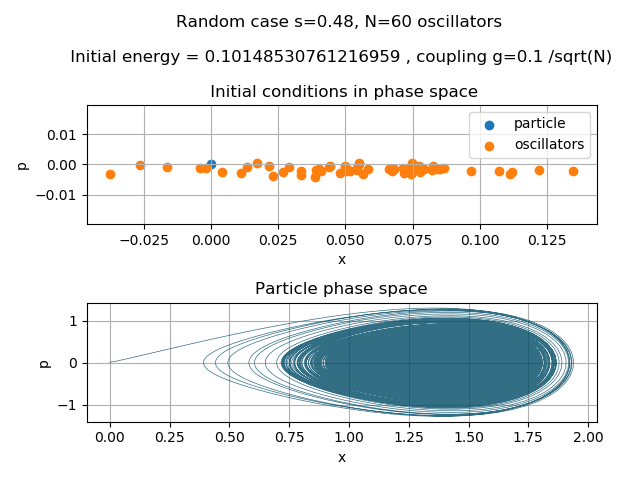 Random case s=0.48, N=60 oscillators
Initial energy = 0.10148530761216959 , coupling g=0.1 /sqrt(N)
Initial conditions in phase space
particle
oscillators
0.01
0.00
−0.01
p
−0.025 0.000 0.025 0.050 0.075 0.100 0.125
x
Particle phase space
1
0
−1
p
0.00 0.25 0.50 0.75 1.00 1.25 1.50 1.75 2.00
x